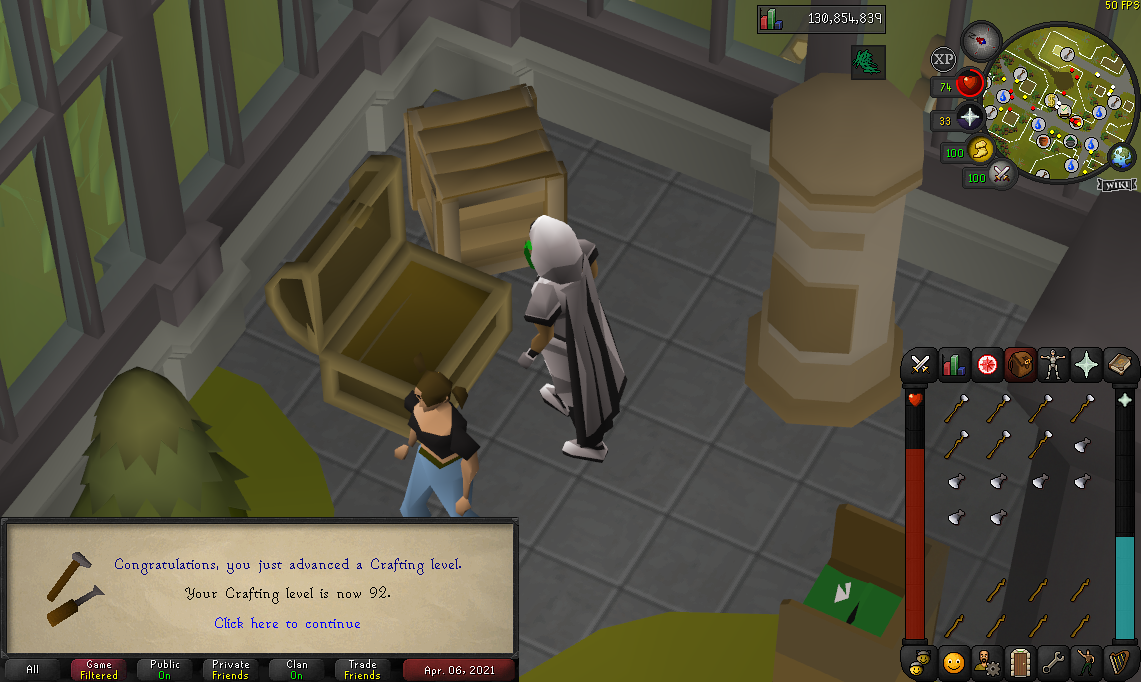 50 FPS
130,854,839
XP
74
33
100
100
WIKI
Congratulations, you just advanced a Crafting level.
Your Crafting level is now 92.
Click here to continue
All
Game
Filtered
Public
On
Private
Friends
Clan
On
Trade
Friends
Apr. 06, 2021